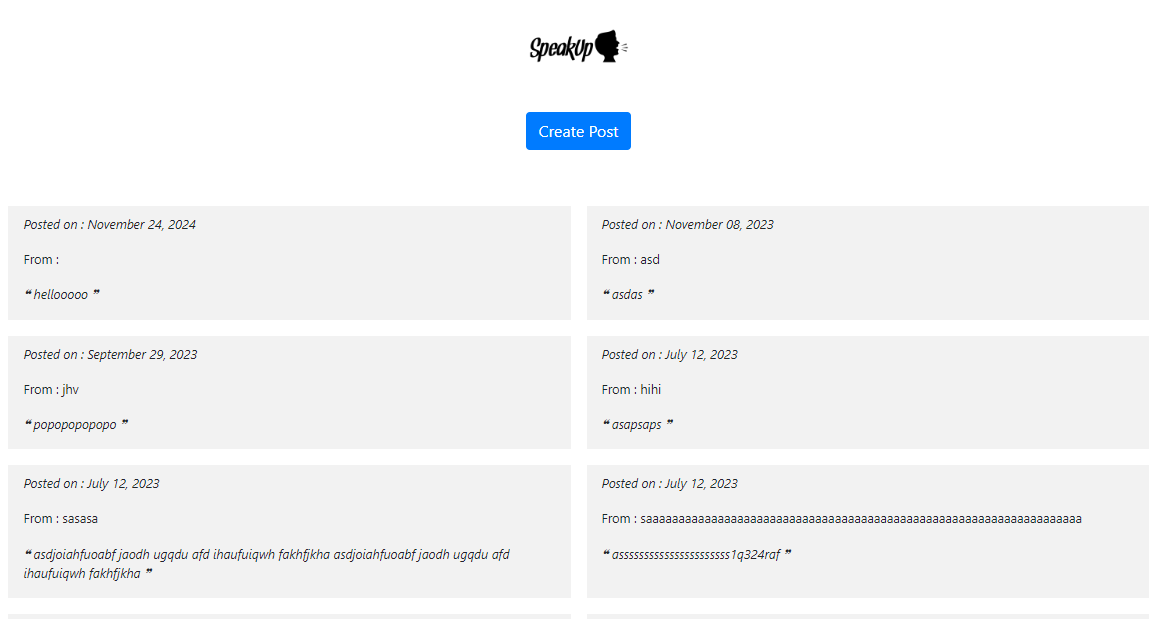 SpeakUp
Create Post
Posted on : November 24, 2024
From :
❝ hellooooo ❞
Posted on : November 08, 2023
From : asd
❝ asdas ❞
Posted on : September 29, 2023
From : jhv
❝ popopopopopo ❞
Posted on : July 12, 2023
From : hihi
❝ asapsaps ❞
Posted on : July 12, 2023
From : sasasa
❝ asdjoiahfuoabf jaodh ugqdu afd ihaufuiqwh fakhfjkha asdjoiahfuoabf jaodh ugqdu afd
ihaufuiqwh fakhfjkha ❞
Posted on : July 12, 2023
From : saaaaaaaaaaaaaaaaaaaaaaaaaaaaaaaaaaaaaaaaaaaaaaaaaaaaaaaaaaaaaaaaaaa
❝ assssssssssssssssssssss1q324raf ❞